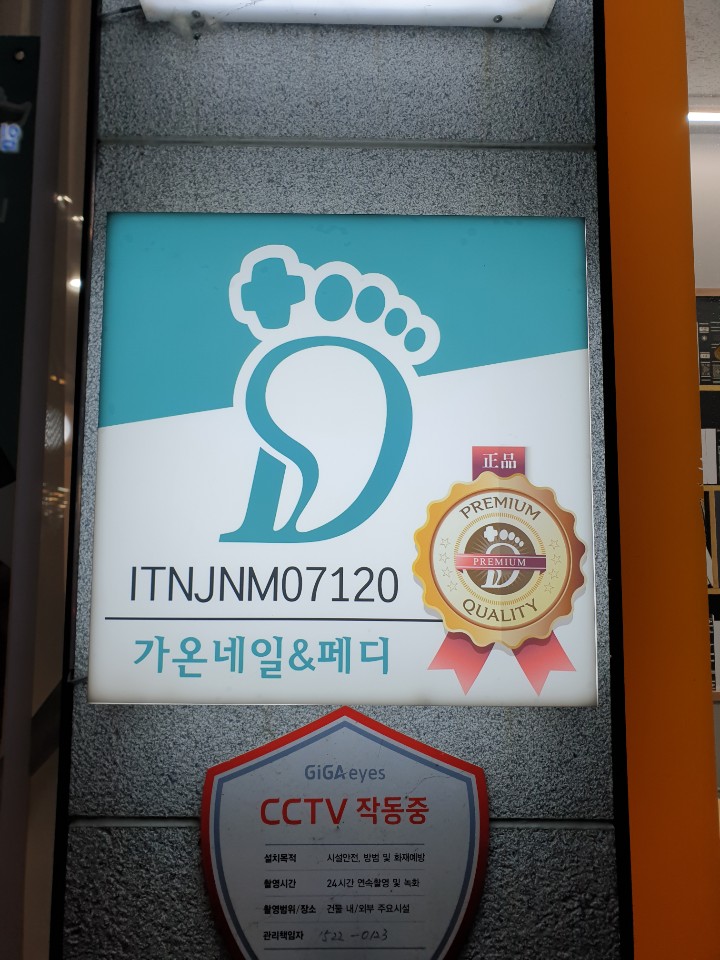 正品
PREMIUM
PREMIUM
QUALITY
ITNJNM07120
가온네일&페디
GiGAeyes
CCTV 작동중
설치목적 시설안전, 방범 및 화재예방
촬영시간 24시간 연속촬영 및 녹화
촬영범위/장소 건물 내/외부 주요시설
관리책임자 1522-0123